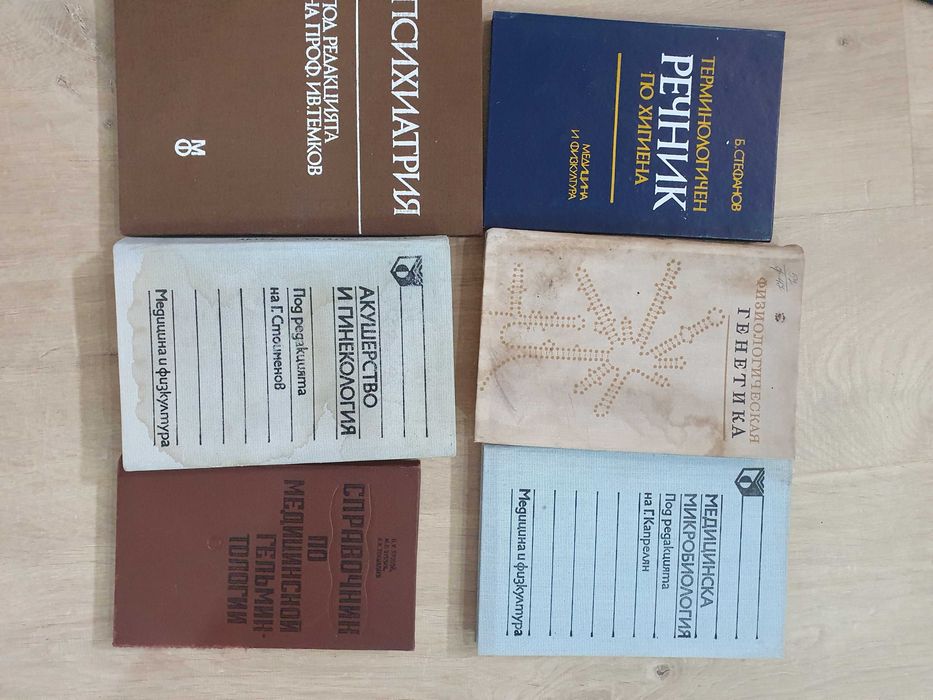 ПСИХИАТРИЯ
ПОД РЕДАКЦИЯТА
НА ПРОФ. ИВ. ТЕМКОВ
МФ
Б. СТЕФАНОВ
ТЕРМИНОЛОГИЧЕН
РЕЧНИК
ПО ХИГИЕНА
МЕДИЦИНА
И ФИЗКУЛТУРА
АКУШЕРСТВО
И ГИНЕКОЛОГИЯ
Под редакцията
на Г. Стоименов
Медицина и физкултура
ФИЗИОЛОГИЧЕСКАЯ
ГЕНЕТИКА
СПРАВОЧНИК
ПО
МЕДИЦИНСКОЙ
ГЕЛЬМИН-
ТОЛОГИИ
МЕДИЦИНСКА
МИКРОБИОЛОГИЯ
Под редакцията
на Г. Капрелян
Медицина и физкултура